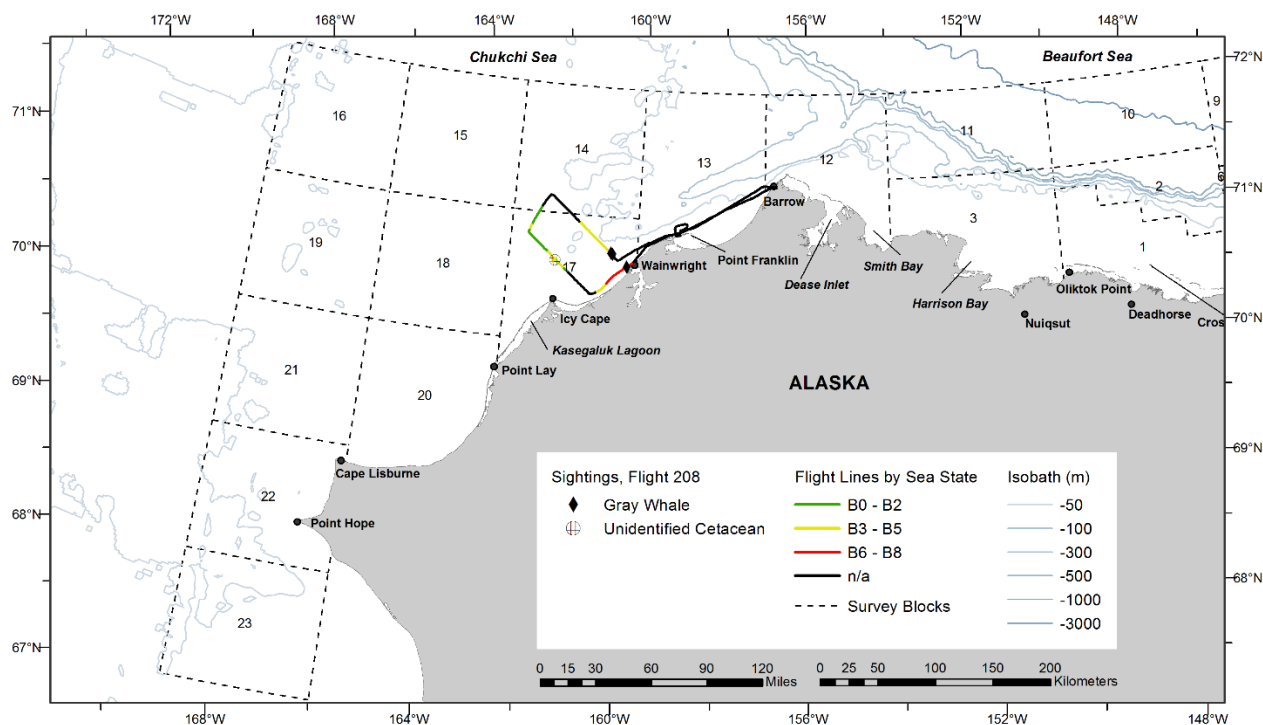 172°W 168°W 164°W 160°W 156°W 152°W 148°W
Chukchi Sea
Beaufort Sea
72°N
71°N
70°N
69°N
68°N
71°N
70°N
69°N
68°N
67°N
16
15
14
13
12
11
10
9
6
2
3
1
19
18
17
21
20
22
23
Barrow
Wainwright
Point Franklin
Dease Inlet
Smith Bay
Harrison Bay
Oliktok Point
Nuiqsut
Deadhorse
Cros
Icy Cape
Kasegaluk Lagoon
Point Lay
ALASKA
Cape Lisburne
Point Hope
Sightings, Flight 208
Gray Whale
Unidentified Cetacean
Flight Lines by Sea State
B0 - B2
B3 - B5
B6 - B8
n/a
Survey Blocks
Isobath (m)
-50
-100
-300
-500
-1000
-3000
0 15 30 60 90 120
Miles
0 25 50 100 150 200
Kilometers
168°W 164°W 160°W 156°W 152°W 148°W